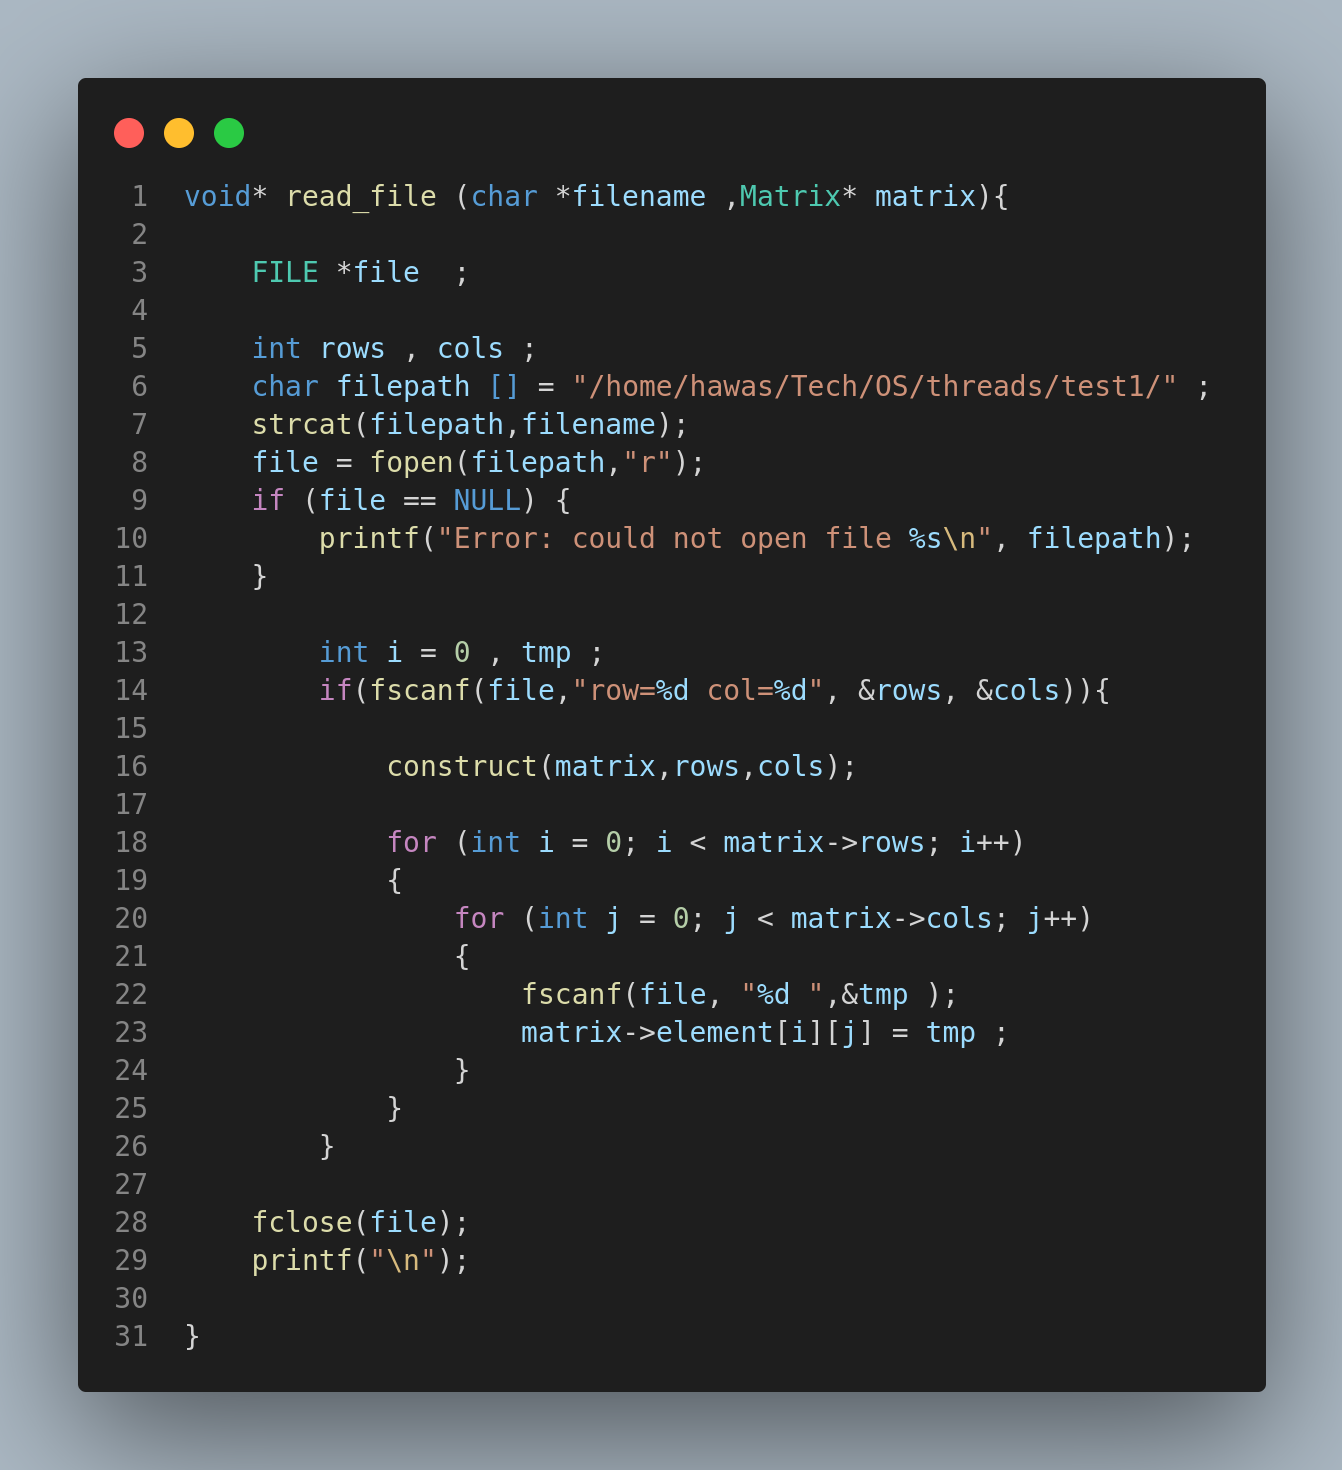 1 void* read_file (char *filename ,Matrix* matrix){
2
3     FILE *file  ;
4
5     int rows , cols ;
6     char filepath [] = "/home/hawas/Tech/OS/threads/test1/" ;
7     strcat(filepath,filename);
8     file = fopen(filepath,"r");
9     if (file == NULL) {
10         printf("Error: could not open file %s\n", filepath);
11     }
12
13         int i = 0 , tmp ;
14         if(fscanf(file,"row=%d col=%d", &rows, &cols)){
15
16             construct(matrix,rows,cols);
17
18             for (int i = 0; i < matrix->rows; i++)
19             {
20                 for (int j = 0; j < matrix->cols; j++)
21                 {
22                     fscanf(file, "%d ",&tmp );
23                     matrix->element[i][j] = tmp ;
24                 }
25             }
26         }
27
28     fclose(file);
29     printf("\n");
30
31 }